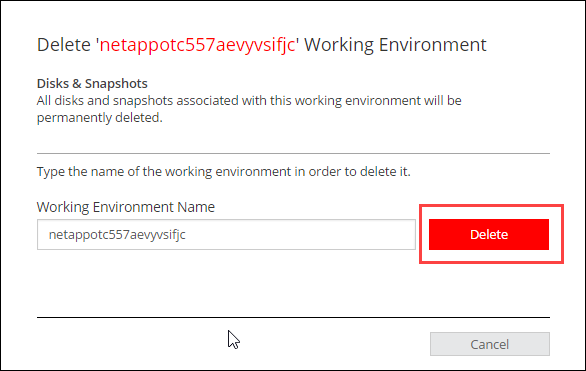 Delete 'netappotc557aevyvsifjc' Working Environment
Disks & Snapshots
All disks and snapshots associated with this working environment will be
permanently deleted.
Type the name of the working environment in order to delete it.
Working Environment Name
netappotc557aevyvsifjc
Delete
Cancel